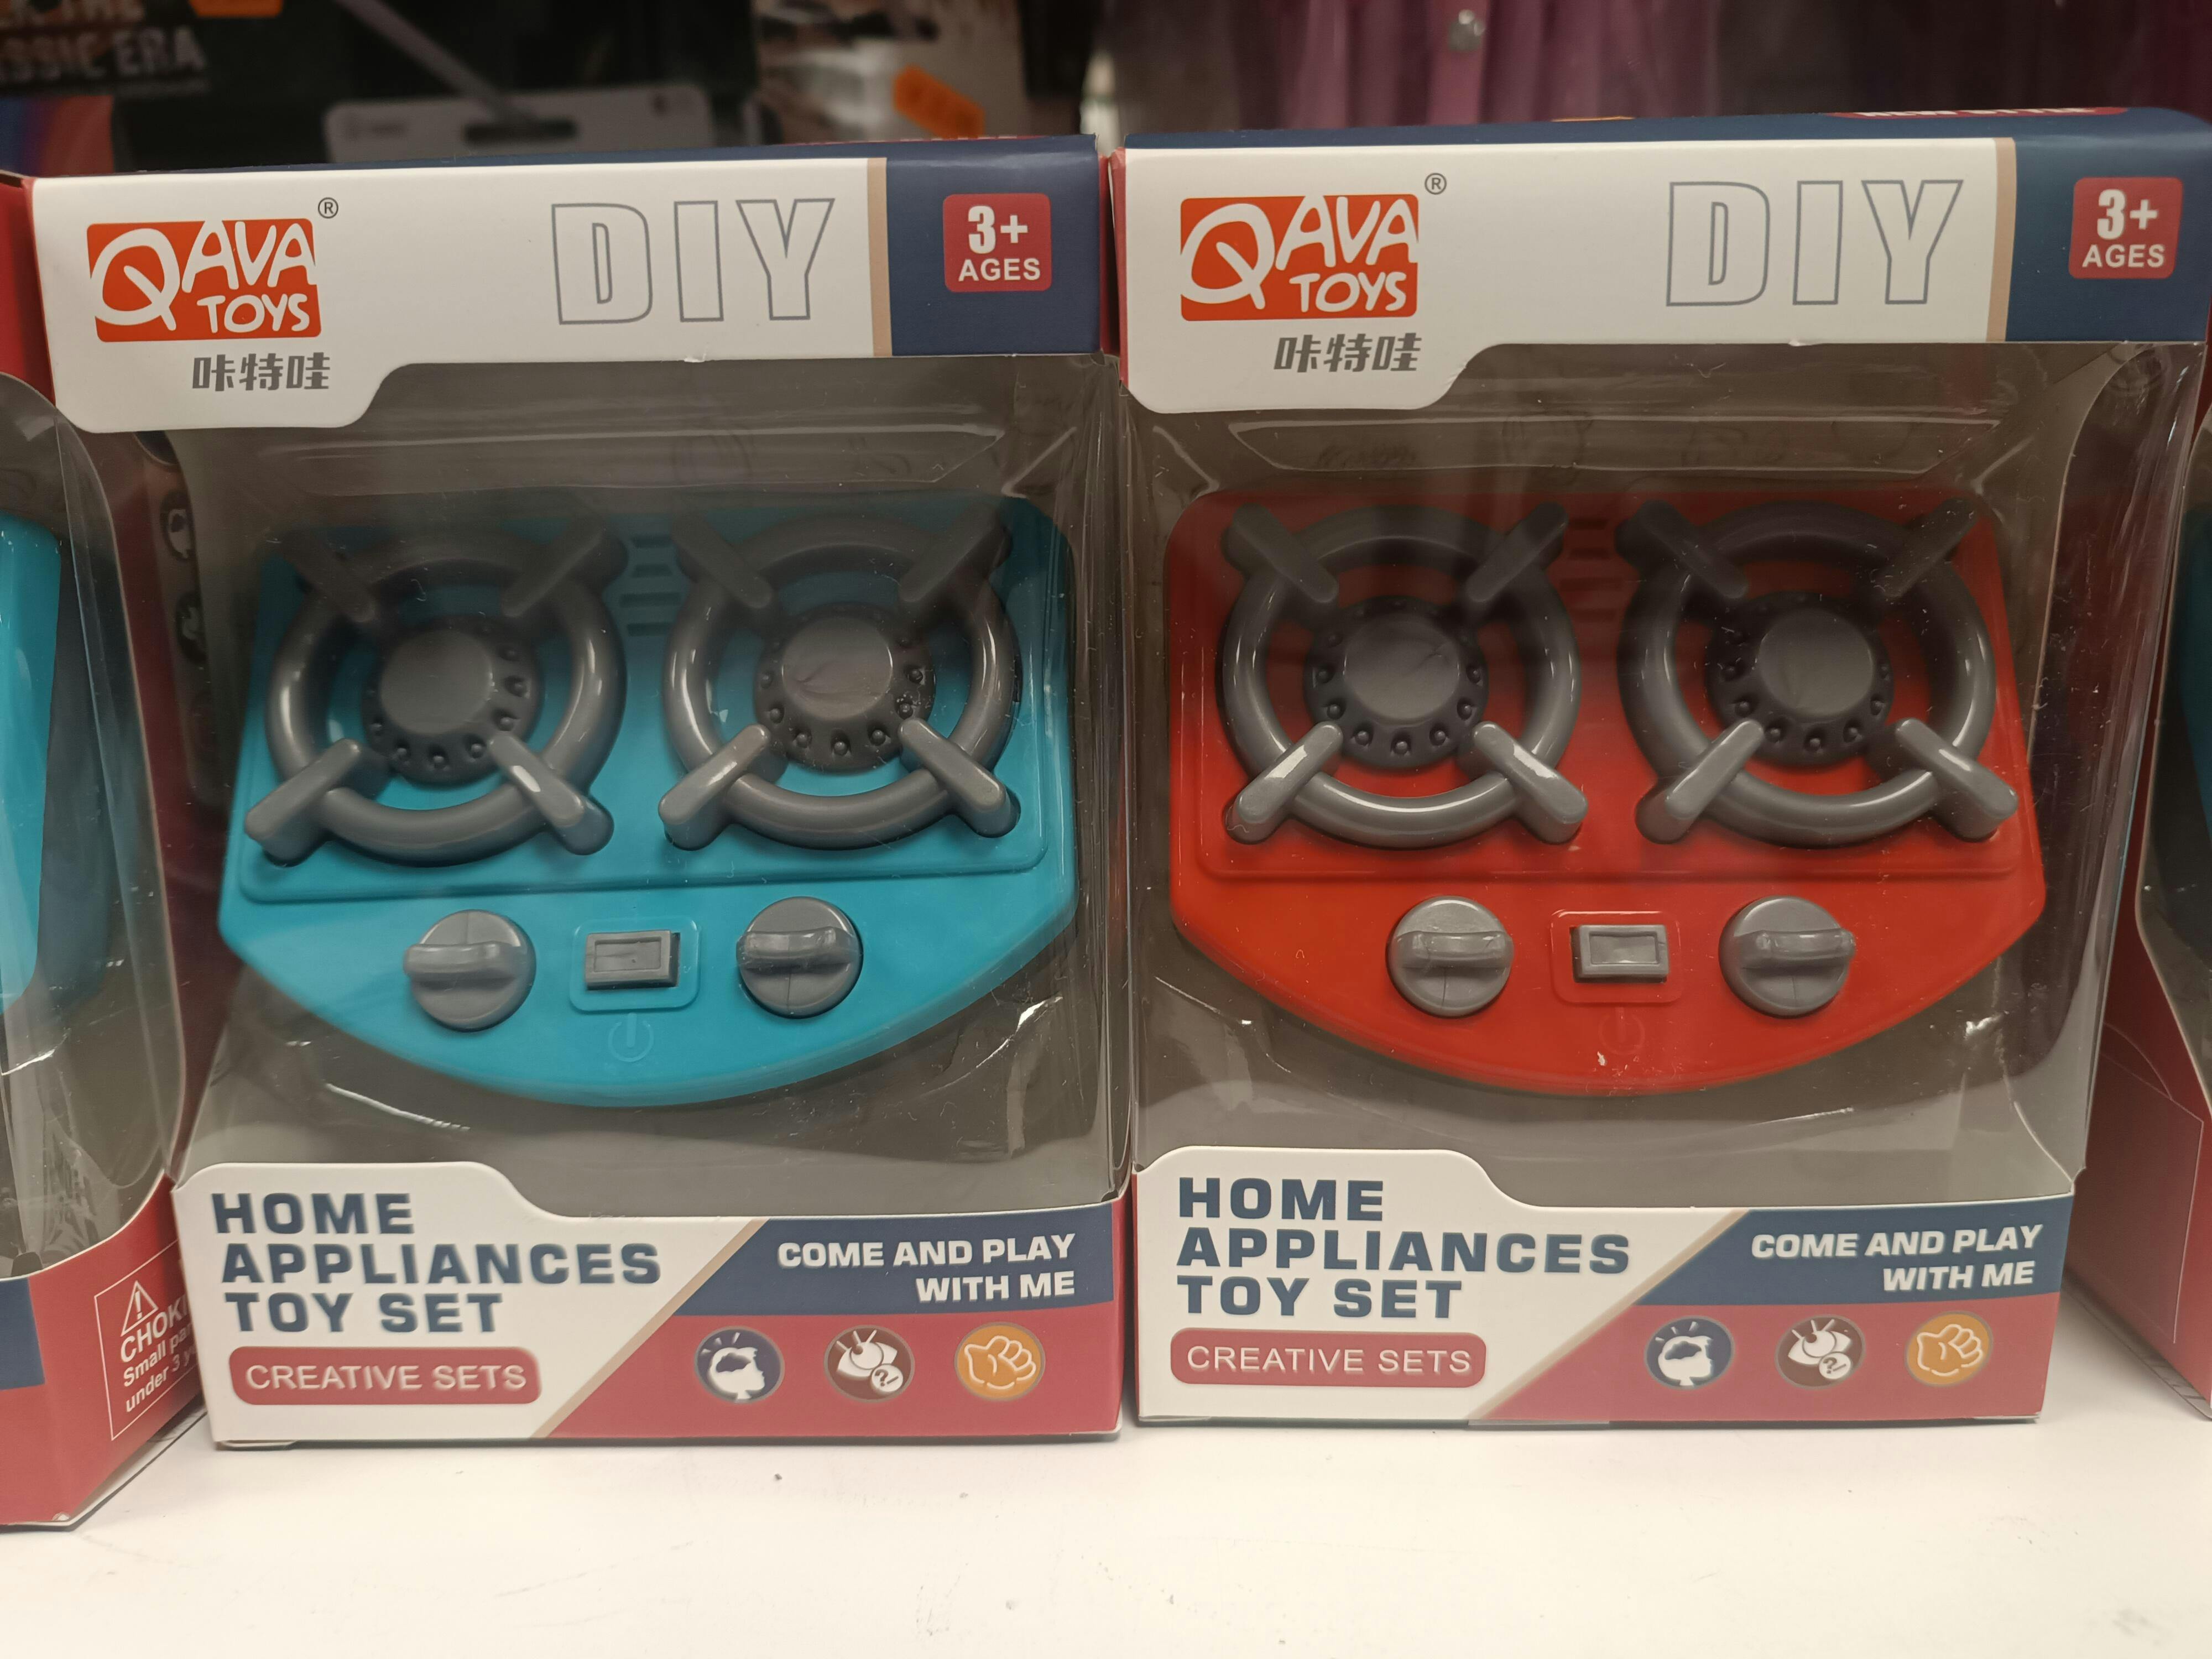 SSIC ERA
QAVA
TOYS
®
咔特哇
DIY
3+
AGES
HOME
APPLIANCES
TOY SET
CREATIVE SETS
COME AND PLAY
WITH ME
?
QAVA
TOYS
®
咔特哇
DIY
3+
AGES
HOME
APPLIANCES
TOY SET
CREATIVE SETS
COME AND PLAY
WITH ME
?
CHOKI
Small pa
under 3 y